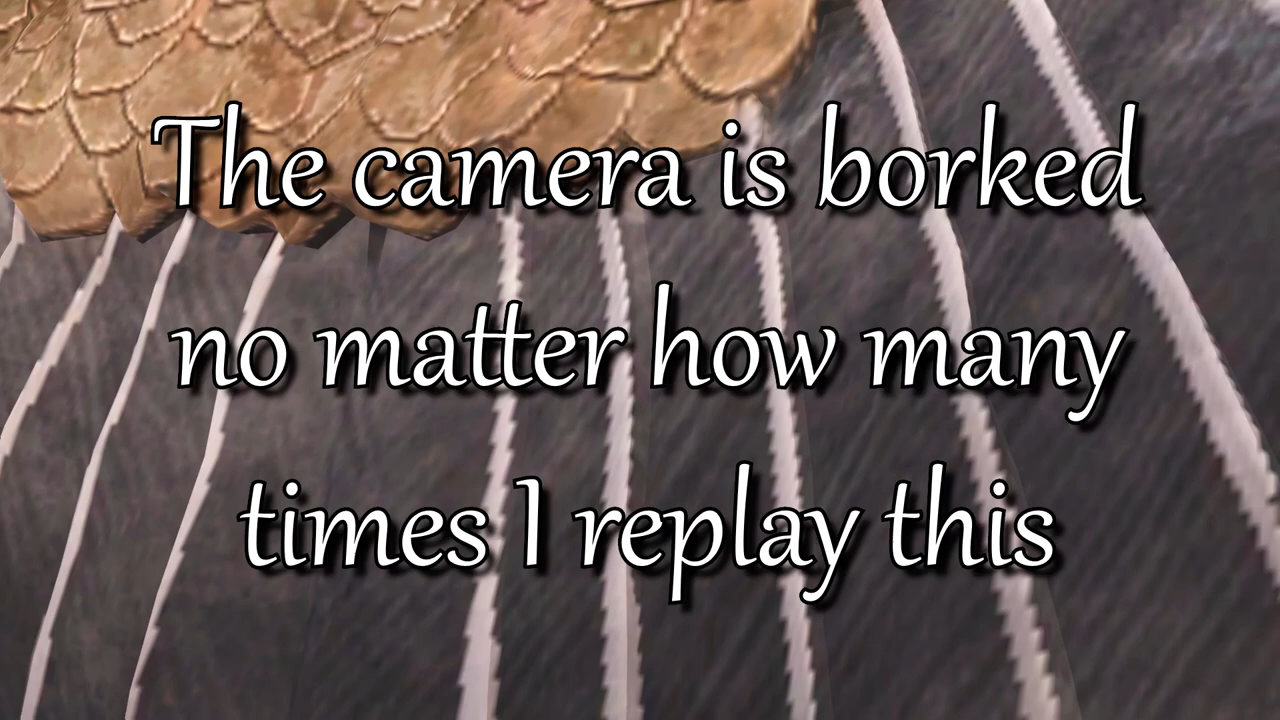 The camera is borked
no matter how many
times I replay this